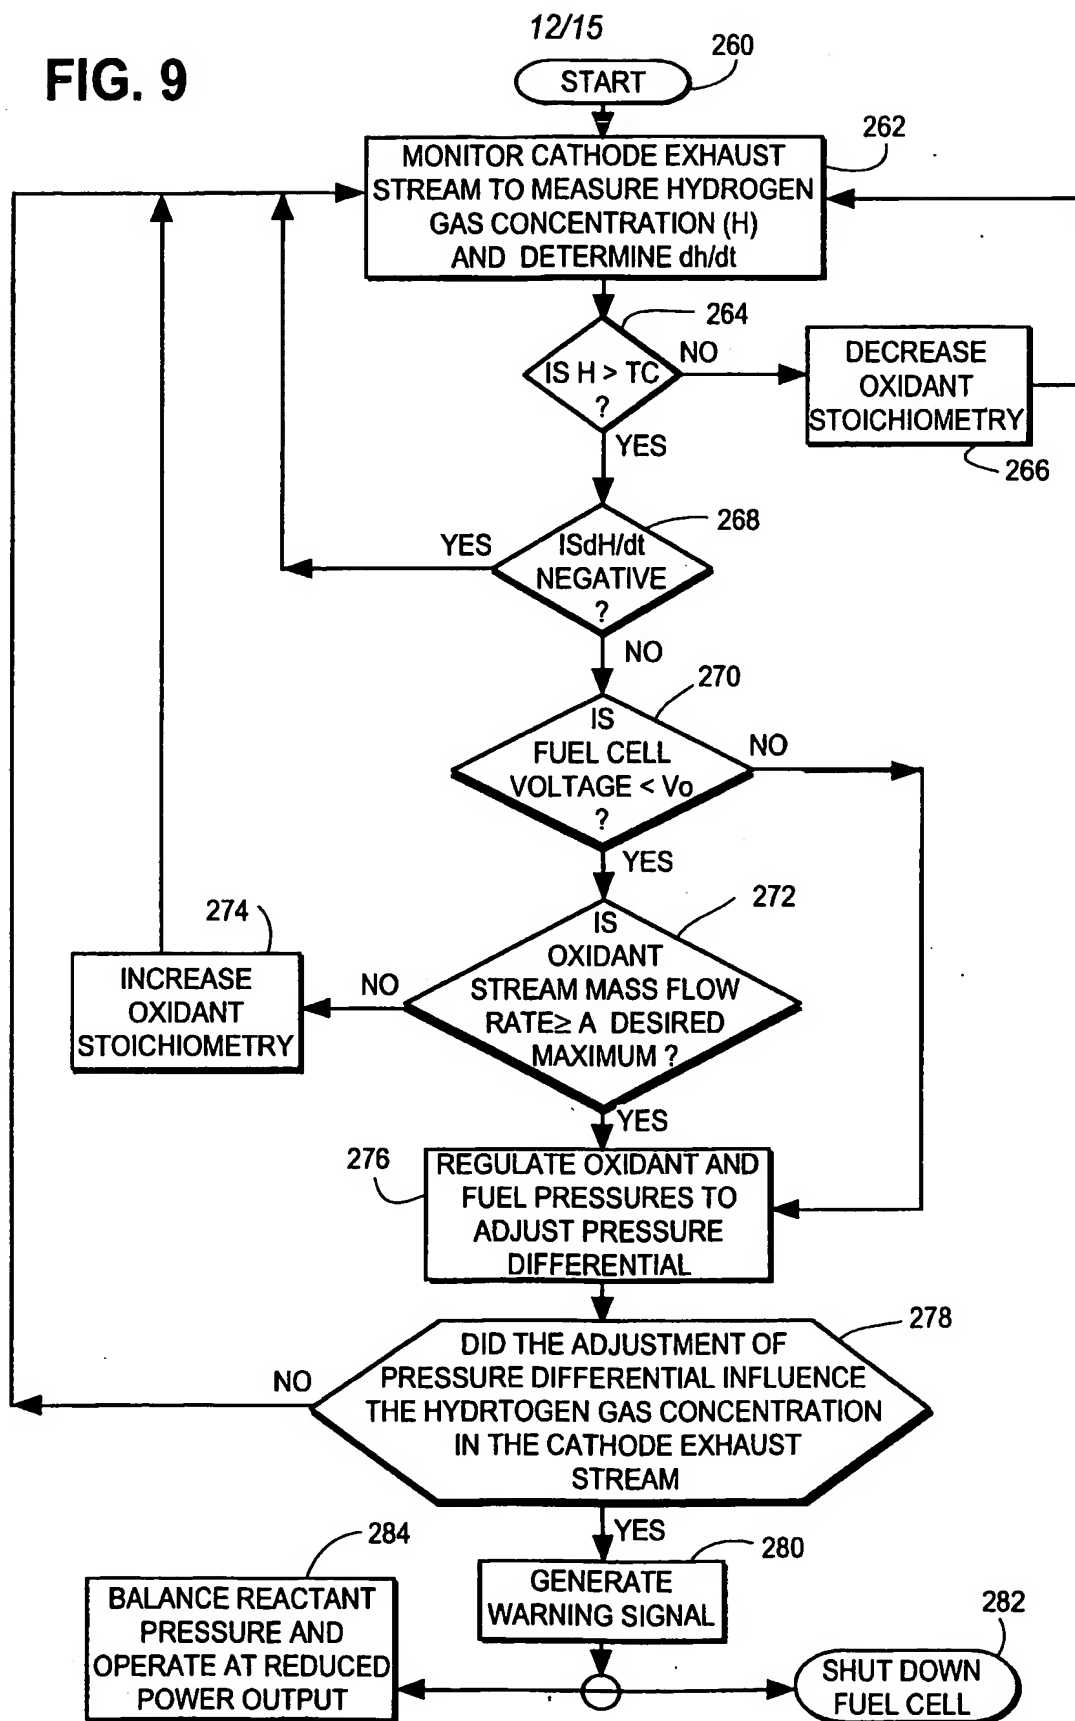 12/15
FIG. 9
260
START
262
MONITOR CATHODE EXHAUST
STREAM TO MEASURE HYDROGEN
GAS CONCENTRATION (H)
AND DETERMINE dh/dt
264
IS H > TC
?
NO
DECREASE
OXIDANT
STOICHIOMETRY
266
YES
268
ISdH/dt
NEGATIVE
?
YES
NO
270
IS
FUEL CELL
VOLTAGE < Vo
?
NO
YES
272
IS
OXIDANT
STREAM MASS FLOW
RATE≥ A DESIRED
MAXIMUM ?
NO
274
INCREASE
OXIDANT
STOICHIOMETRY
YES
276
REGULATE OXIDANT AND
FUEL PRESSURES TO
ADJUST PRESSURE
DIFFERENTIAL
278
DID THE ADJUSTMENT OF
PRESSURE DIFFERENTIAL INFLUENCE
THE HYDRTOGEN GAS CONCENTRATION
IN THE CATHODE EXHAUST
STREAM
NO
YES
280
GENERATE
WARNING SIGNAL
284
BALANCE REACTANT
PRESSURE AND
OPERATE AT REDUCED
POWER OUTPUT
282
SHUT DOWN
FUEL CELL